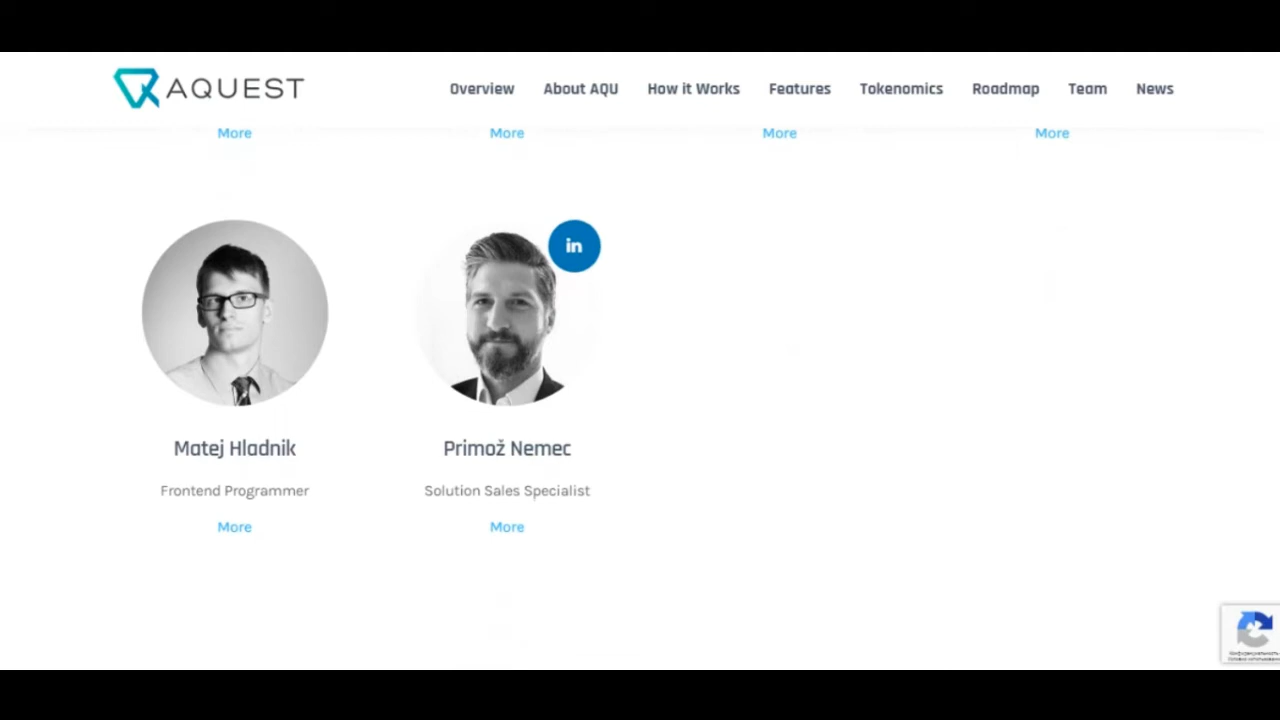 AQUEST
Overview About AQU How it Works Features Tokenomics Roadmap Team News
More More More More
in
Matej Hladnik Primož Nemec
Frontend Programmer Solution Sales Specialist
More More